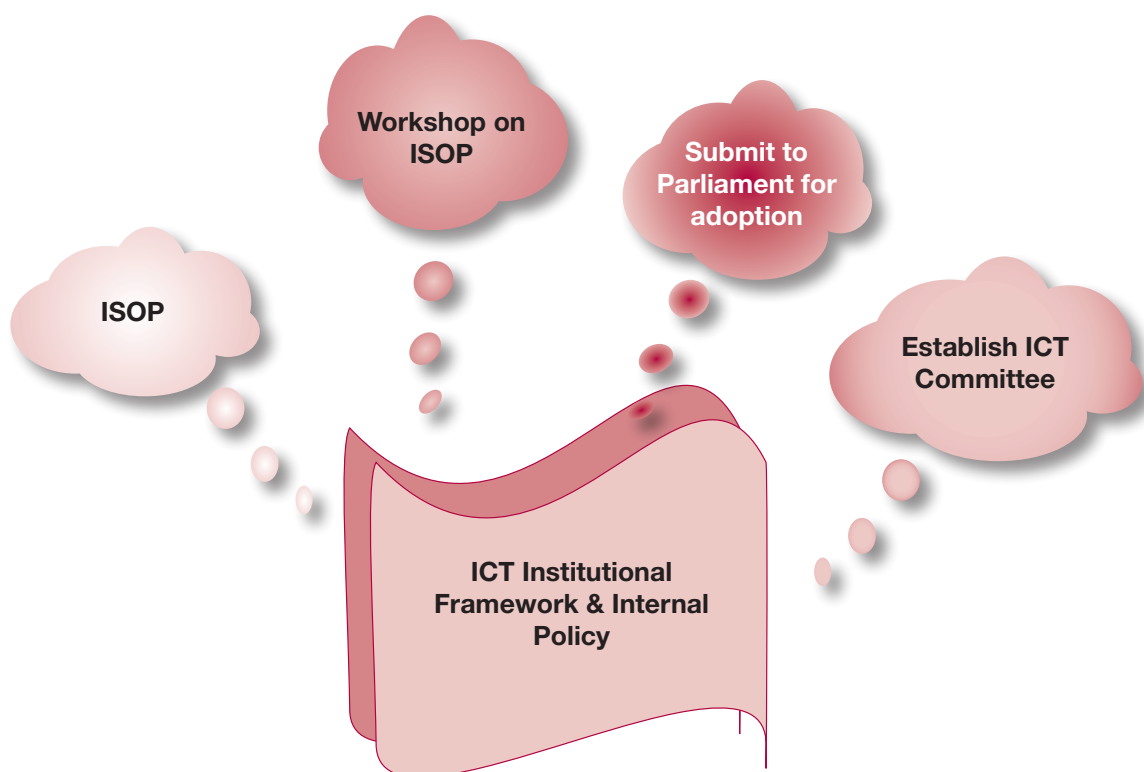 ISOP
Workshop on
ISOP
Submit to
Parliament for
adoption
Establish ICT
Committee
ICT Institutional
Framework & Internal
Policy